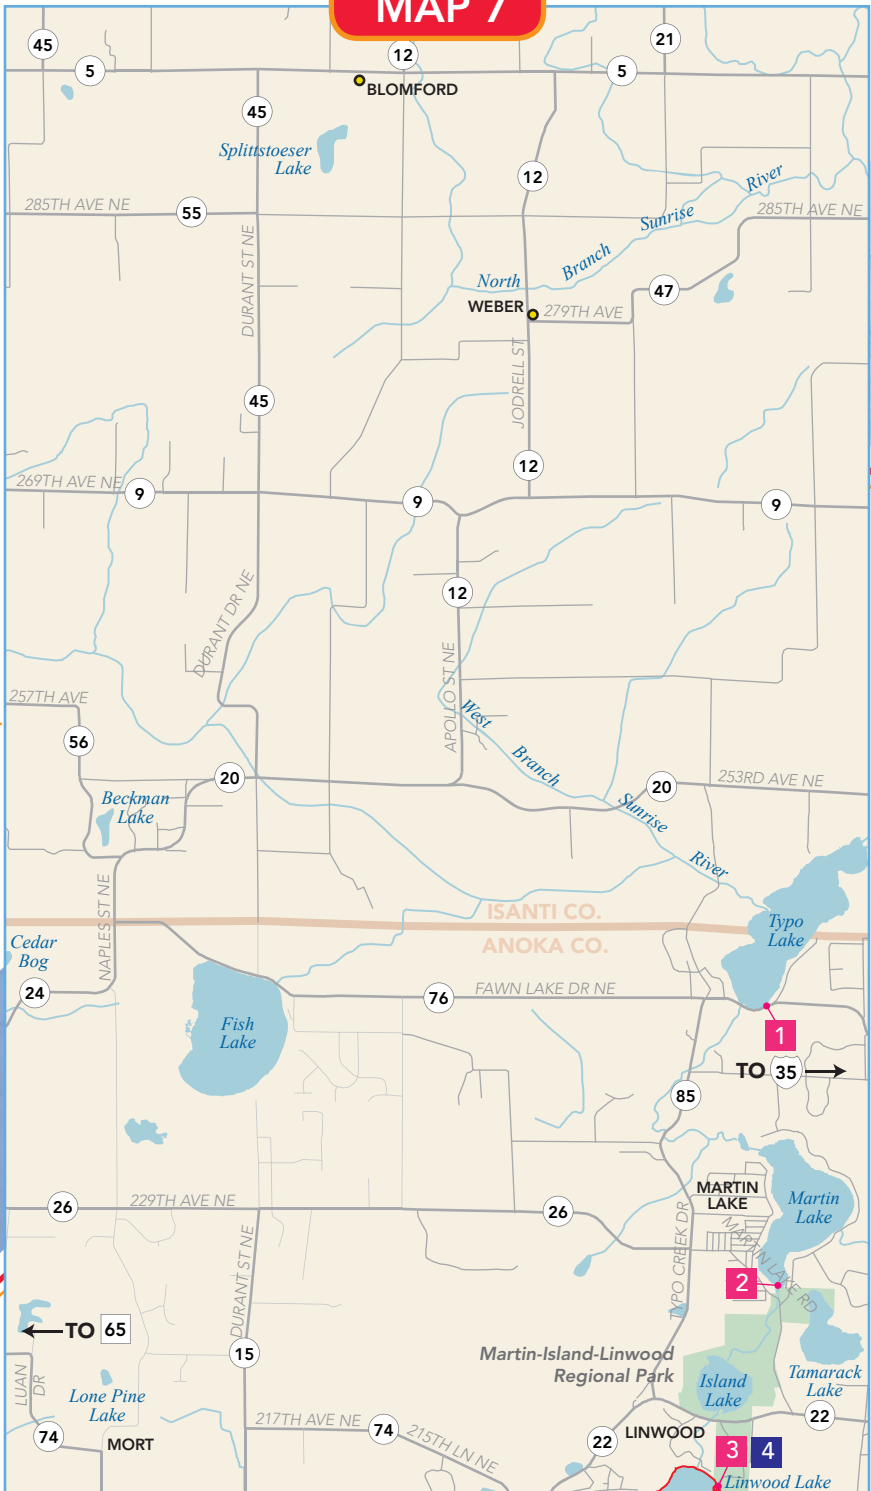 MAP 7
45
5
12
21
5
BLOMFORD
45
Splittstoeser
Lake
12
River
Sunrise
285TH AVE NE
55
285TH AVE NE
DURANT ST NE
Branch
North
47
WEBER
279TH AVE
JODRELL ST
45
12
269TH AVE NE
9
9
9
12
DURANT DR NE
APOLLO ST NE
257TH AVE
West
56
Branch
20
20
253RD AVE NE
Beckman
Lake
Sunrise
River
NAPLES ST NE
ISANTI CO.
ANOKA CO.
Typo
Lake
Cedar
Bog
24
76
FAWN LAKE DR NE
Fish
Lake
1
TO 35
85
MARTIN
LAKE
Martin
Lake
229TH AVE NE
26
26
TYPO CREEK DR
MARTIN LAKE RD
DURANT ST NE
2
TO 65
15
Martin-Island-Linwood
Regional Park
Island
Lake
Tamarack
Lake
LUAN
DR
Lone Pine
Lake
217TH AVE NE
74
215TH LN NE
22
74
MORT
22
LINWOOD
3
4
Linwood Lake